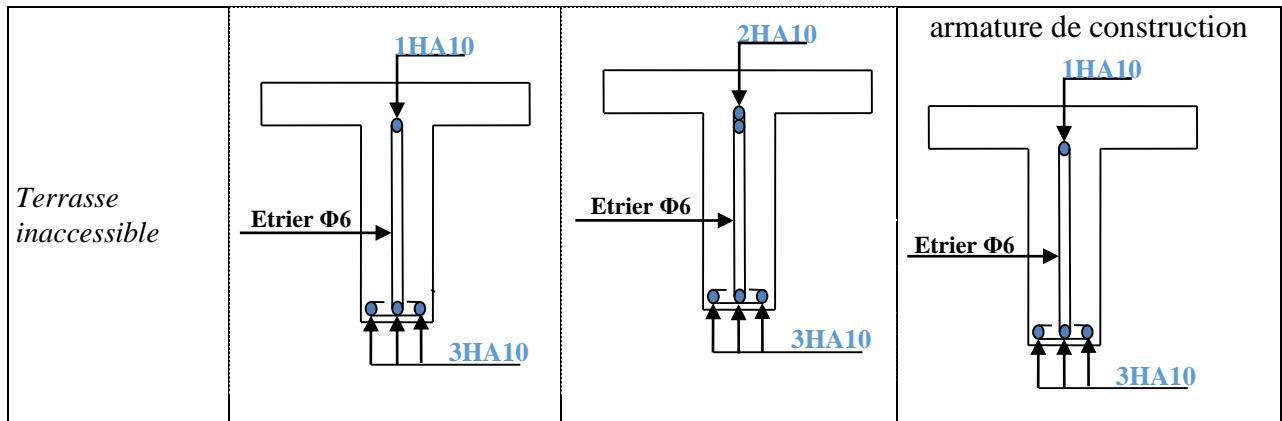 Terrasse
inaccessible
1HA10
Etrier Φ6
3HA10
2HA10
Etrier Φ6
3HA10
armature de construction
1HA10
Etrier Φ6
3HA10